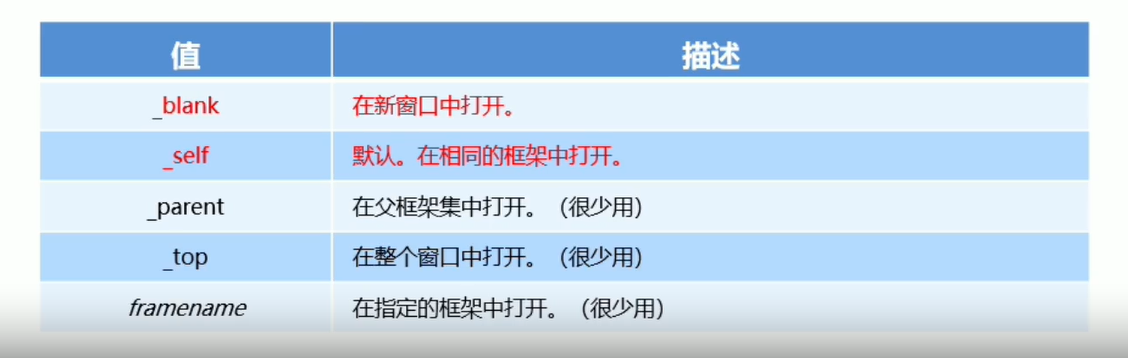 值 描述
_blank 在新窗口中打开。
_self 默认。在相同的框架中打开。
_parent 在父框架集中打开。（很少用）
_top 在整个窗口中打开。（很少用）
framename 在指定的框架中打开。（很少用）